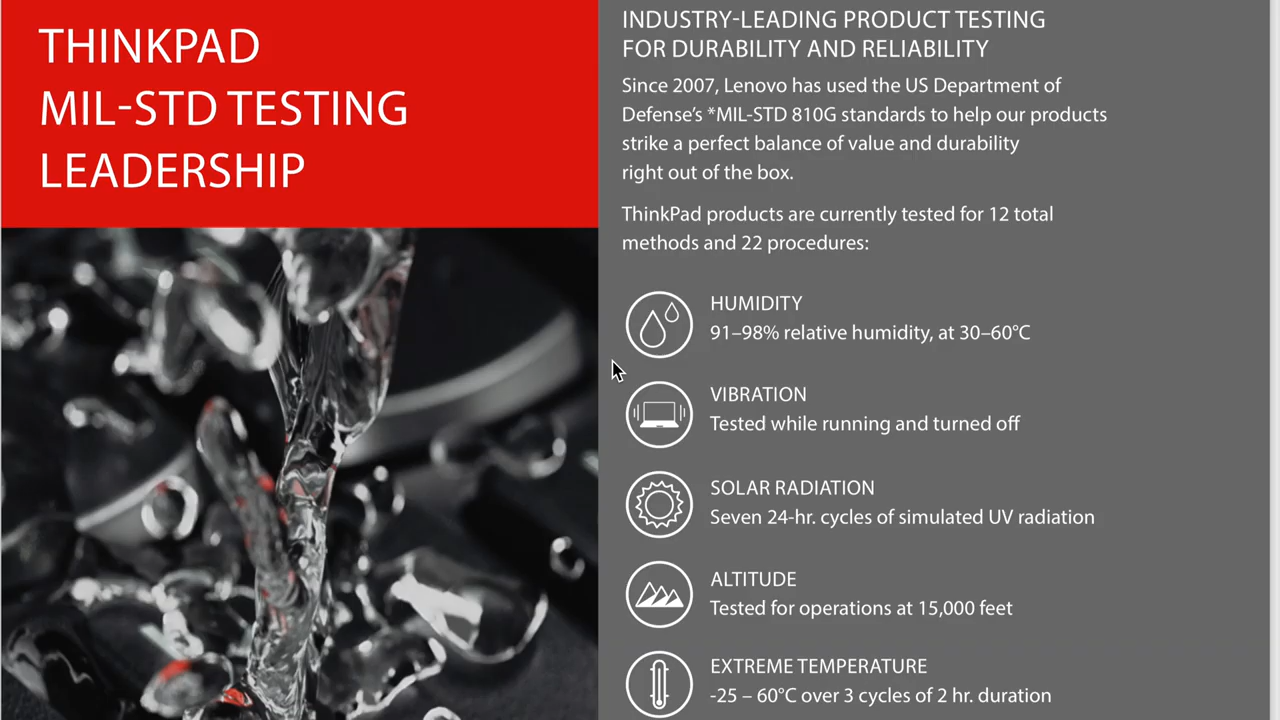 THINKPAD
MIL-STD TESTING
LEADERSHIP
INDUSTRY-LEADING PRODUCT TESTING
FOR DURABILITY AND RELIABILITY
Since 2007, Lenovo has used the US Department of
Defense’s *MIL-STD 810G standards to help our products
strike a perfect balance of value and durability
right out of the box.
ThinkPad products are currently tested for 12 total
methods and 22 procedures:
HUMIDITY
91–98% relative humidity, at 30–60°C
VIBRATION
Tested while running and turned off
SOLAR RADIATION
Seven 24-hr. cycles of simulated UV radiation
ALTITUDE
Tested for operations at 15,000 feet
EXTREME TEMPERATURE
-25 – 60°C over 3 cycles of 2 hr. duration